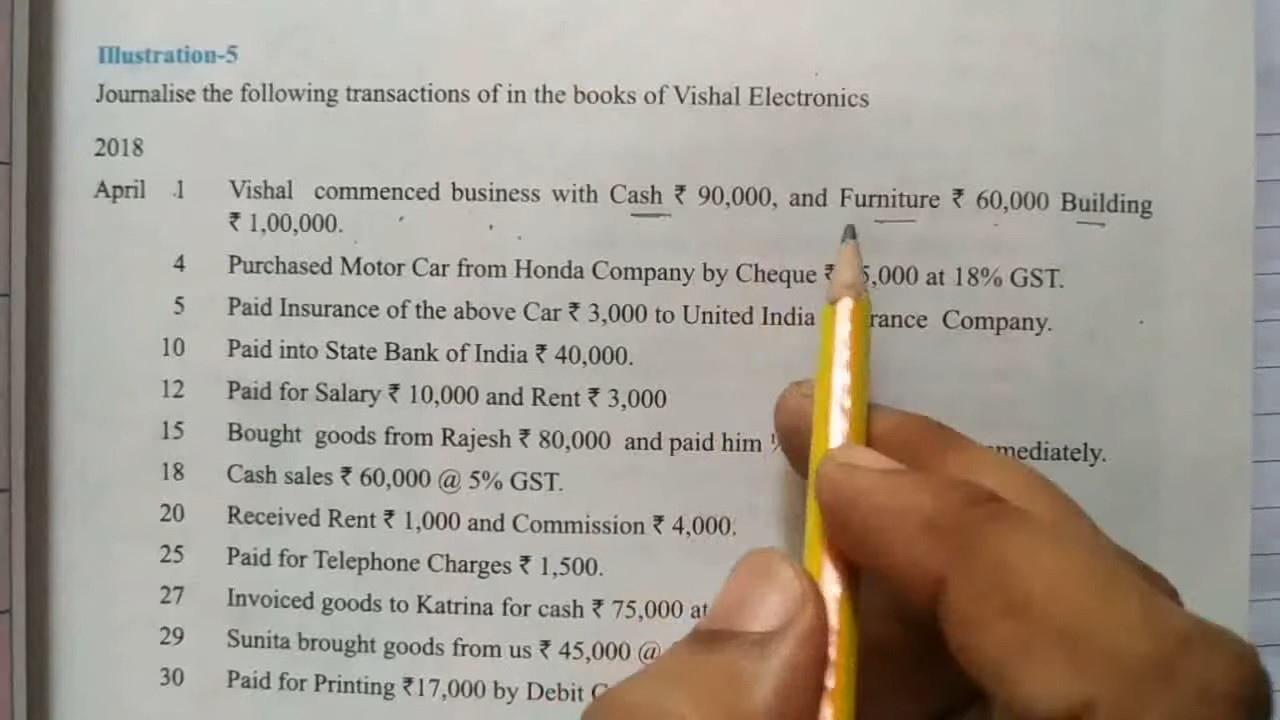 Illustration-5
Journalise the following transactions of in the books of Vishal Electronics
2018
April 1 Vishal commenced business with Cash ₹ 90,000, and Furniture ₹ 60,000 Building
₹ 1,00,000.
4 Purchased Motor Car from Honda Company by Cheque ₹ 5,000 at 18% GST.
5 Paid Insurance of the above Car ₹ 3,000 to United India rance Company.
10 Paid into State Bank of India ₹ 40,000.
12 Paid for Salary ₹ 10,000 and Rent ₹ 3,000
15 Bought goods from Rajesh ₹ 80,000 and paid him mediately.
18 Cash sales ₹ 60,000 @ 5% GST.
20 Received Rent ₹ 1,000 and Commission ₹ 4,000.
25 Paid for Telephone Charges ₹ 1,500.
27 Invoiced goods to Katrina for cash ₹ 75,000 at
29 Sunita brought goods from us ₹ 45,000 @
30 Paid for Printing ₹17,000 by Debit